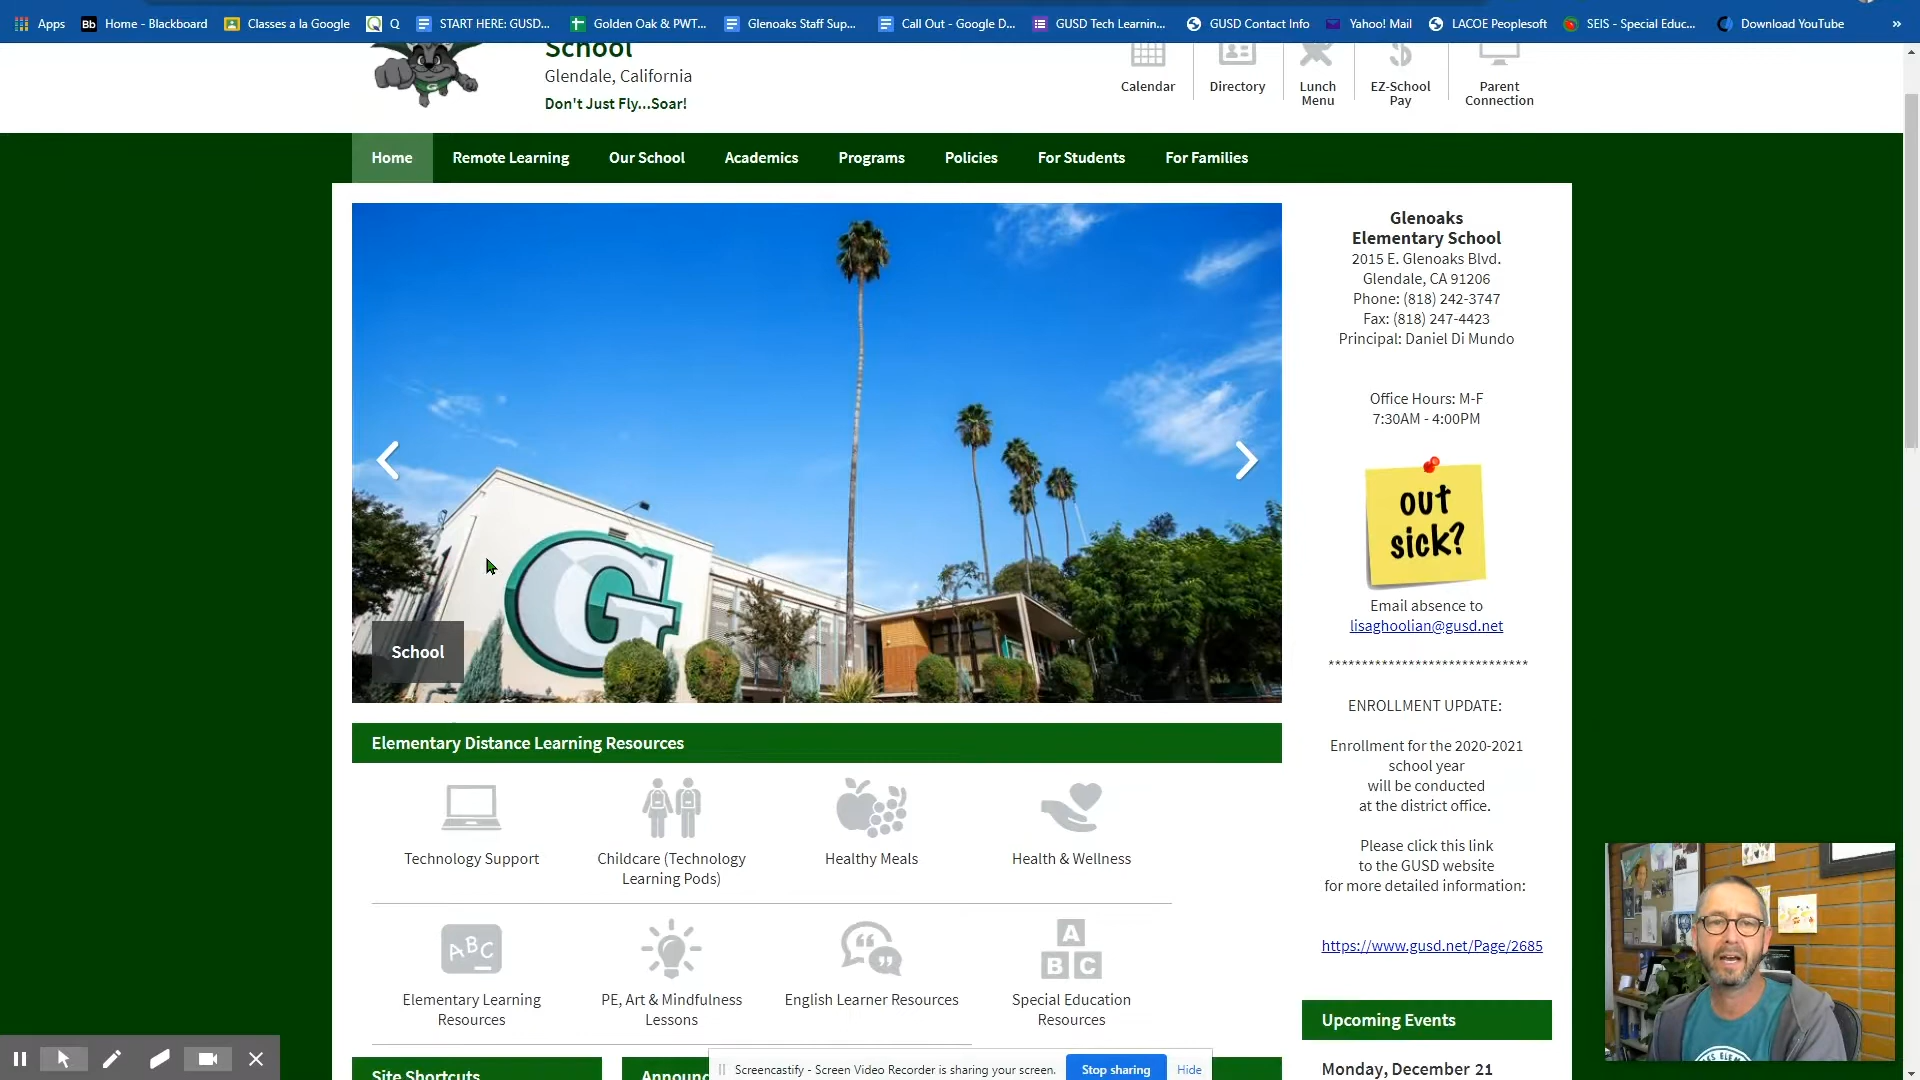 Apps
Bb Home - Blackboard
Classes a la Google
Q
START HERE: GUSD...
Golden Oak & PWT...
Glenoaks Staff Sup...
Call Out - Google D...
GUSD Tech Learnin...
GUSD Contact Info
Yahoo! Mail
LACOE Peoplesoft
SEIS - Special Educ...
Download YouTube
»
School
Glendale, California
Don't Just Fly...Soar!
Calendar
Directory
Lunch
Menu
EZ-School
Pay
Parent
Connection
Home
Remote Learning
Our School
Academics
Programs
Policies
For Students
For Families
G
School
Glenoaks
Elementary School
2015 E. Glenoaks Blvd.
Glendale, CA 91206
Phone: (818) 242-3747
Fax: (818) 247-4423
Principal: Daniel Di Mundo
Office Hours: M-F
7:30AM - 4:00PM
out
sick?
Email absence to
lisaghoolian@gusd.net
******************************
ENROLLMENT UPDATE:
Enrollment for the 2020-2021
school year
will be conducted
at the district office.
Please click this link
to the GUSD website
for more detailed information:
https://www.gusd.net/Page/2685
Upcoming Events
Monday, December 21
Elementary Distance Learning Resources
Technology Support
Childcare (Technology
Learning Pods)
Healthy Meals
Health & Wellness
ABC
Elementary Learning
Resources
PE, Art & Mindfulness
Lessons
English Learner Resources
A
B C
Special Education
Resources
Site Shortcuts
Announc
Screencastify - Screen Video Recorder is sharing your screen.
Stop sharing
Hide